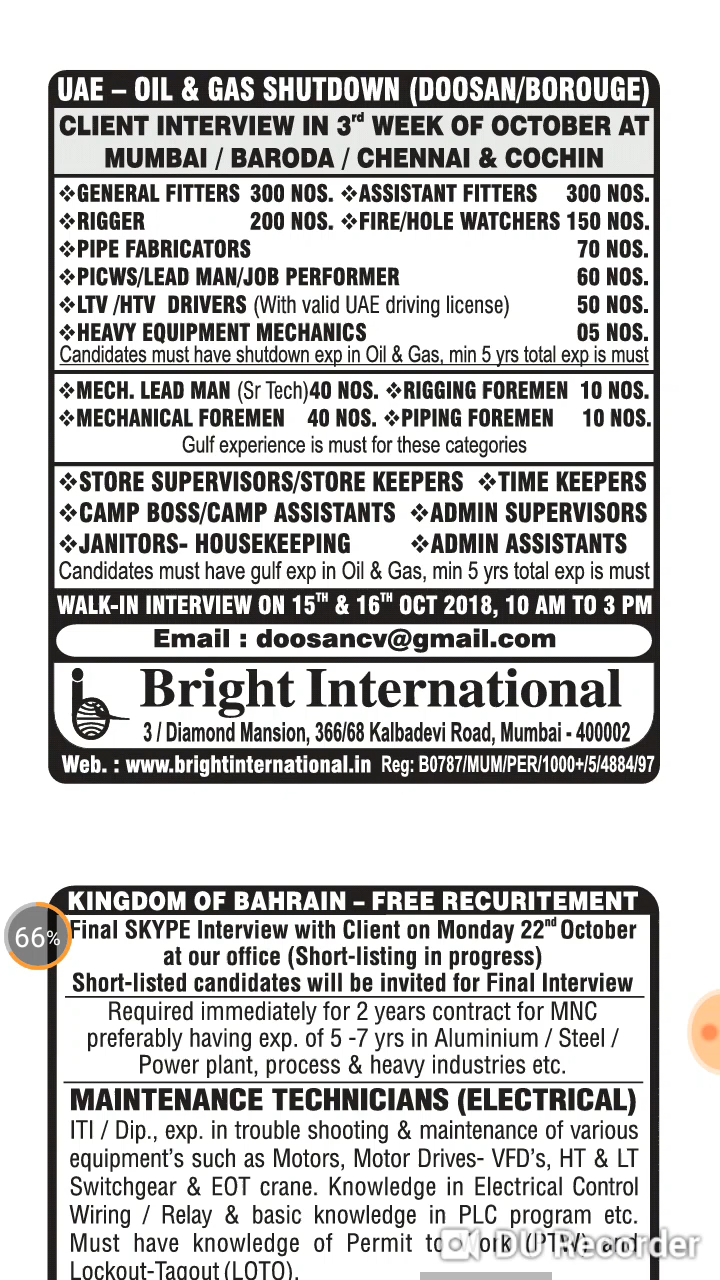 UAE – OIL & GAS SHUTDOWN (DOOSAN/BOROUGE)
CLIENT INTERVIEW IN 3rd WEEK OF OCTOBER AT
MUMBAI / BARODA / CHENNAI & COCHIN
❖GENERAL FITTERS 300 NOS. ❖ASSISTANT FITTERS 300 NOS.
❖RIGGER 200 NOS. ❖FIRE/HOLE WATCHERS 150 NOS.
❖PIPE FABRICATORS 70 NOS.
❖PICWS/LEAD MAN/JOB PERFORMER 60 NOS.
❖LTV /HTV DRIVERS (With valid UAE driving license) 50 NOS.
❖HEAVY EQUIPMENT MECHANICS 05 NOS.
Candidates must have shutdown exp in Oil & Gas, min 5 yrs total exp is must
❖MECH. LEAD MAN (Sr Tech)40 NOS. ❖RIGGING FOREMEN 10 NOS.
❖MECHANICAL FOREMEN 40 NOS. ❖PIPING FOREMEN 10 NOS.
Gulf experience is must for these categories
❖STORE SUPERVISORS/STORE KEEPERS ❖TIME KEEPERS
❖CAMP BOSS/CAMP ASSISTANTS ❖ADMIN SUPERVISORS
❖JANITORS- HOUSEKEEPING ❖ADMIN ASSISTANTS
Candidates must have gulf exp in Oil & Gas, min 5 yrs total exp is must
WALK-IN INTERVIEW ON 15TH & 16TH OCT 2018, 10 AM TO 3 PM
Email : doosancv@gmail.com
Bright International
3 / Diamond Mansion, 366/68 Kalbadevi Road, Mumbai - 400002
Web. : www.brightinternational.in Reg: B0787/MUM/PER/1000+/5/4884/97
KINGDOM OF BAHRAIN – FREE RECURITEMENT
66%
Final SKYPE Interview with Client on Monday 22nd October
at our office (Short-listing in progress)
Short-listed candidates will be invited for Final Interview
Required immediately for 2 years contract for MNC
preferably having exp. of 5 -7 yrs in Aluminium / Steel /
Power plant, process & heavy industries etc.
MAINTENANCE TECHNICIANS (ELECTRICAL)
ITI / Dip., exp. in trouble shooting & maintenance of various
equipment's such as Motors, Motor Drives- VFD's, HT & LT
Switchgear & EOT crane. Knowledge in Electrical Control
Wiring / Relay & basic knowledge in PLC program etc.
Must have knowledge of Permit to Work (PTW) and
Lockout-Tagout (LOTO).
DU Recorder